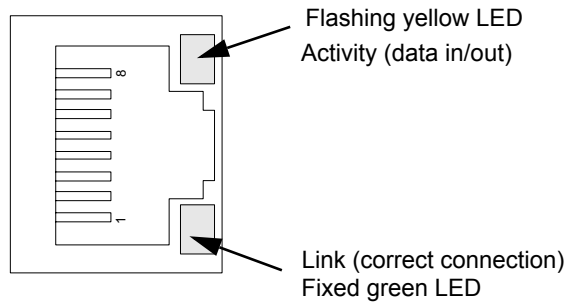 Flashing yellow LED
Activity (data in/out)
8
1
Link (correct connection)
Fixed green LED